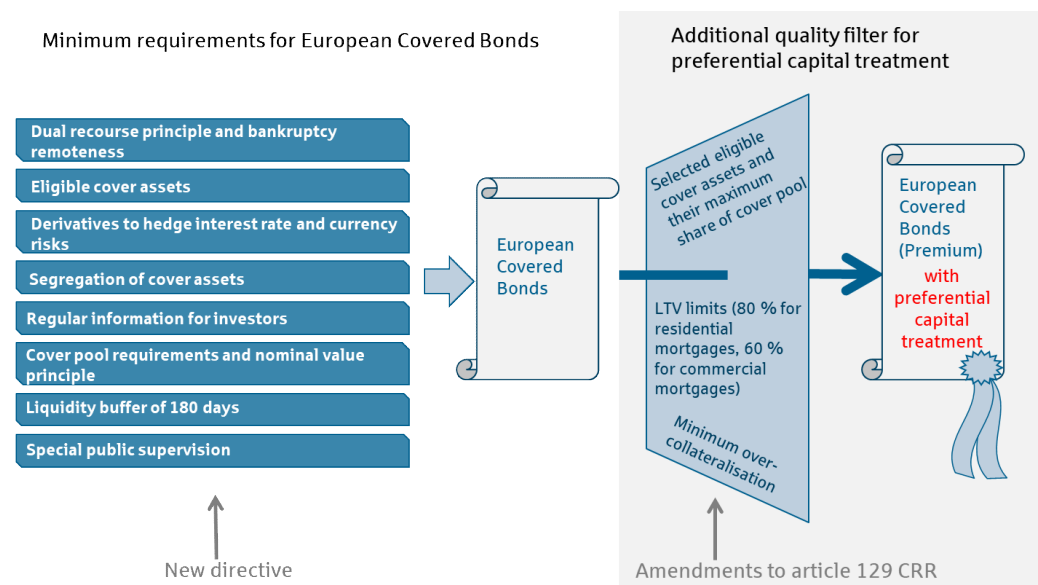 Minimum requirements for European Covered Bonds
Dual recourse principle and bankruptcy
remoteness
Eligible cover assets
Derivatives to hedge interest rate and currency
risks
Segregation of cover assets
Regular information for investors
Cover pool requirements and nominal value
principle
Liquidity buffer of 180 days
Special public supervision
New directive
European
Covered
Bonds
Additional quality filter for
preferential capital treatment
Selected eligible
cover assets and
their maximum
share of cover pool
LTV limits (80 % for
residential
mortgages, 60 %
for commercial
mortgages)
Minimum over-
collateralisation
Amendments to article 129 CRR
European
Covered
Bonds
(Premium)
with
preferential
capital
treatment